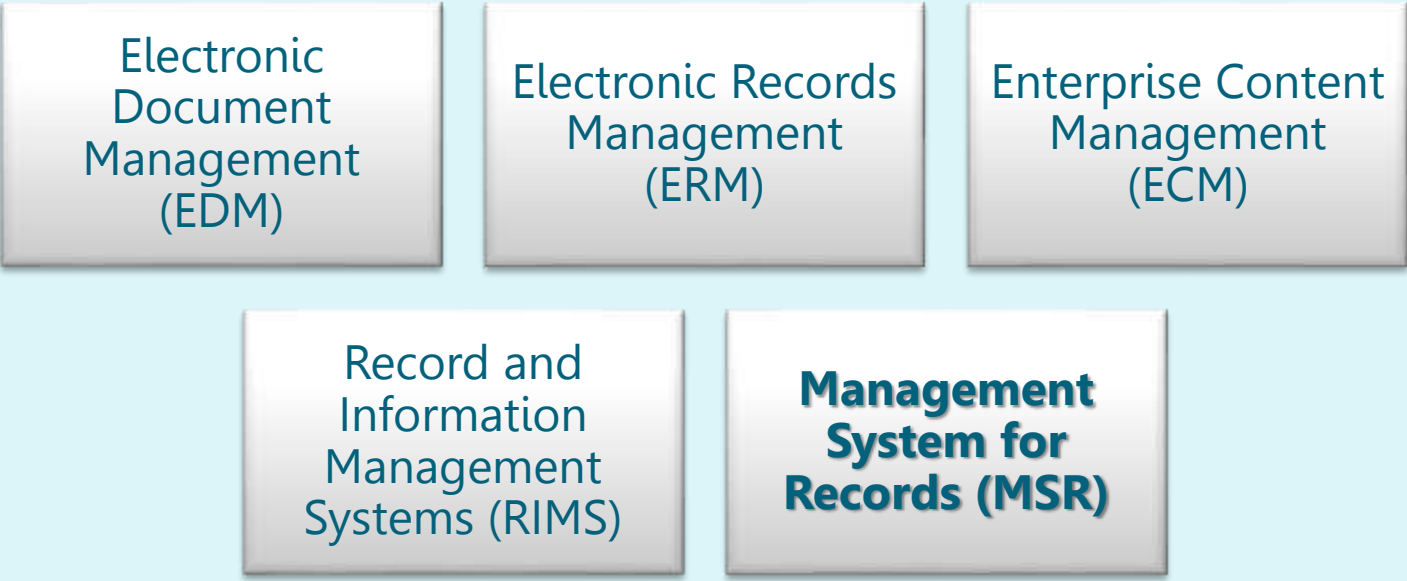 Electronic
Document
Management
(EDM)
Electronic Records
Management
(ERM)
Enterprise Content
Management
(ECM)
Record and
Information
Management
Systems (RIMS)
Management
System for
Records (MSR)